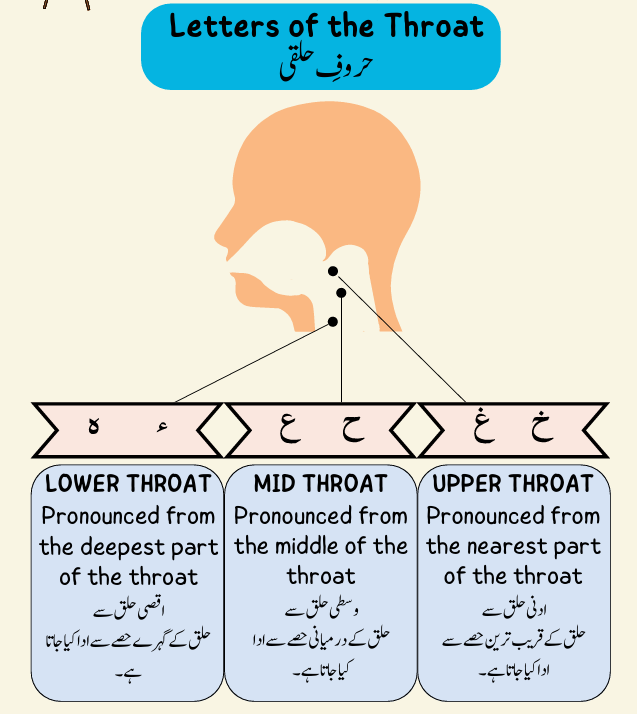 Letters of the Throat
حروفِ حلقی
ہ ء
ع ح
غ خ
LOWER THROAT
Pronounced from
the deepest part
of the throat
اقصی حلق سے
حلق کے گہرے حصے سے ادا کیا جاتا
ہے۔
MID THROAT
Pronounced from
the middle of the
throat
وسطی حلق سے
حلق کے درمیانی حصے سے ادا
کیا جاتا ہے۔
UPPER THROAT
Pronounced from
the nearest part
of the throat
ادنی حلق سے
حلق کے قریب ترین حصے سے
ادا کیا جاتا ہے۔